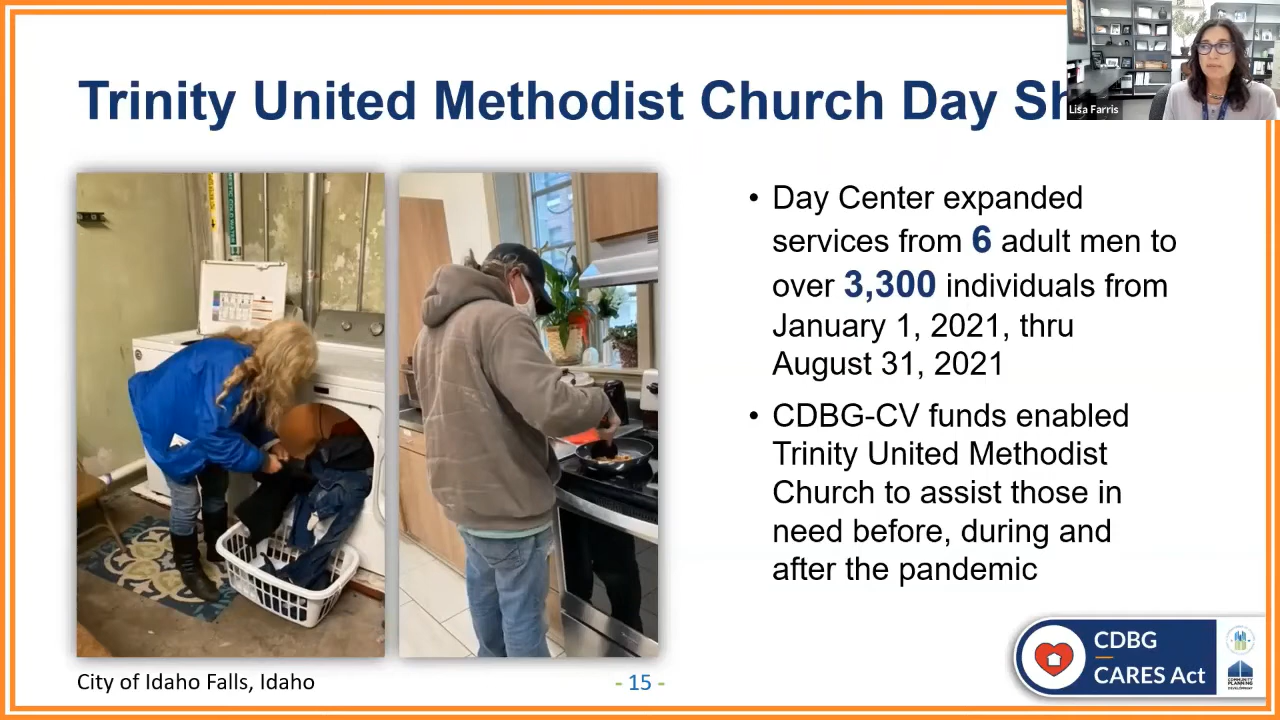 Trinity United Methodist Church Day Sh
Lisa Farris
• Day Center expanded
services from 6 adult men to
over 3,300 individuals from
January 1, 2021, thru
August 31, 2021
• CDBG-CV funds enabled
Trinity United Methodist
Church to assist those in
need before, during and
after the pandemic
CDBG
CARES Act
COMMUNITY
PLANNING
DEVELOPMENT
City of Idaho Falls, Idaho
- 15 -